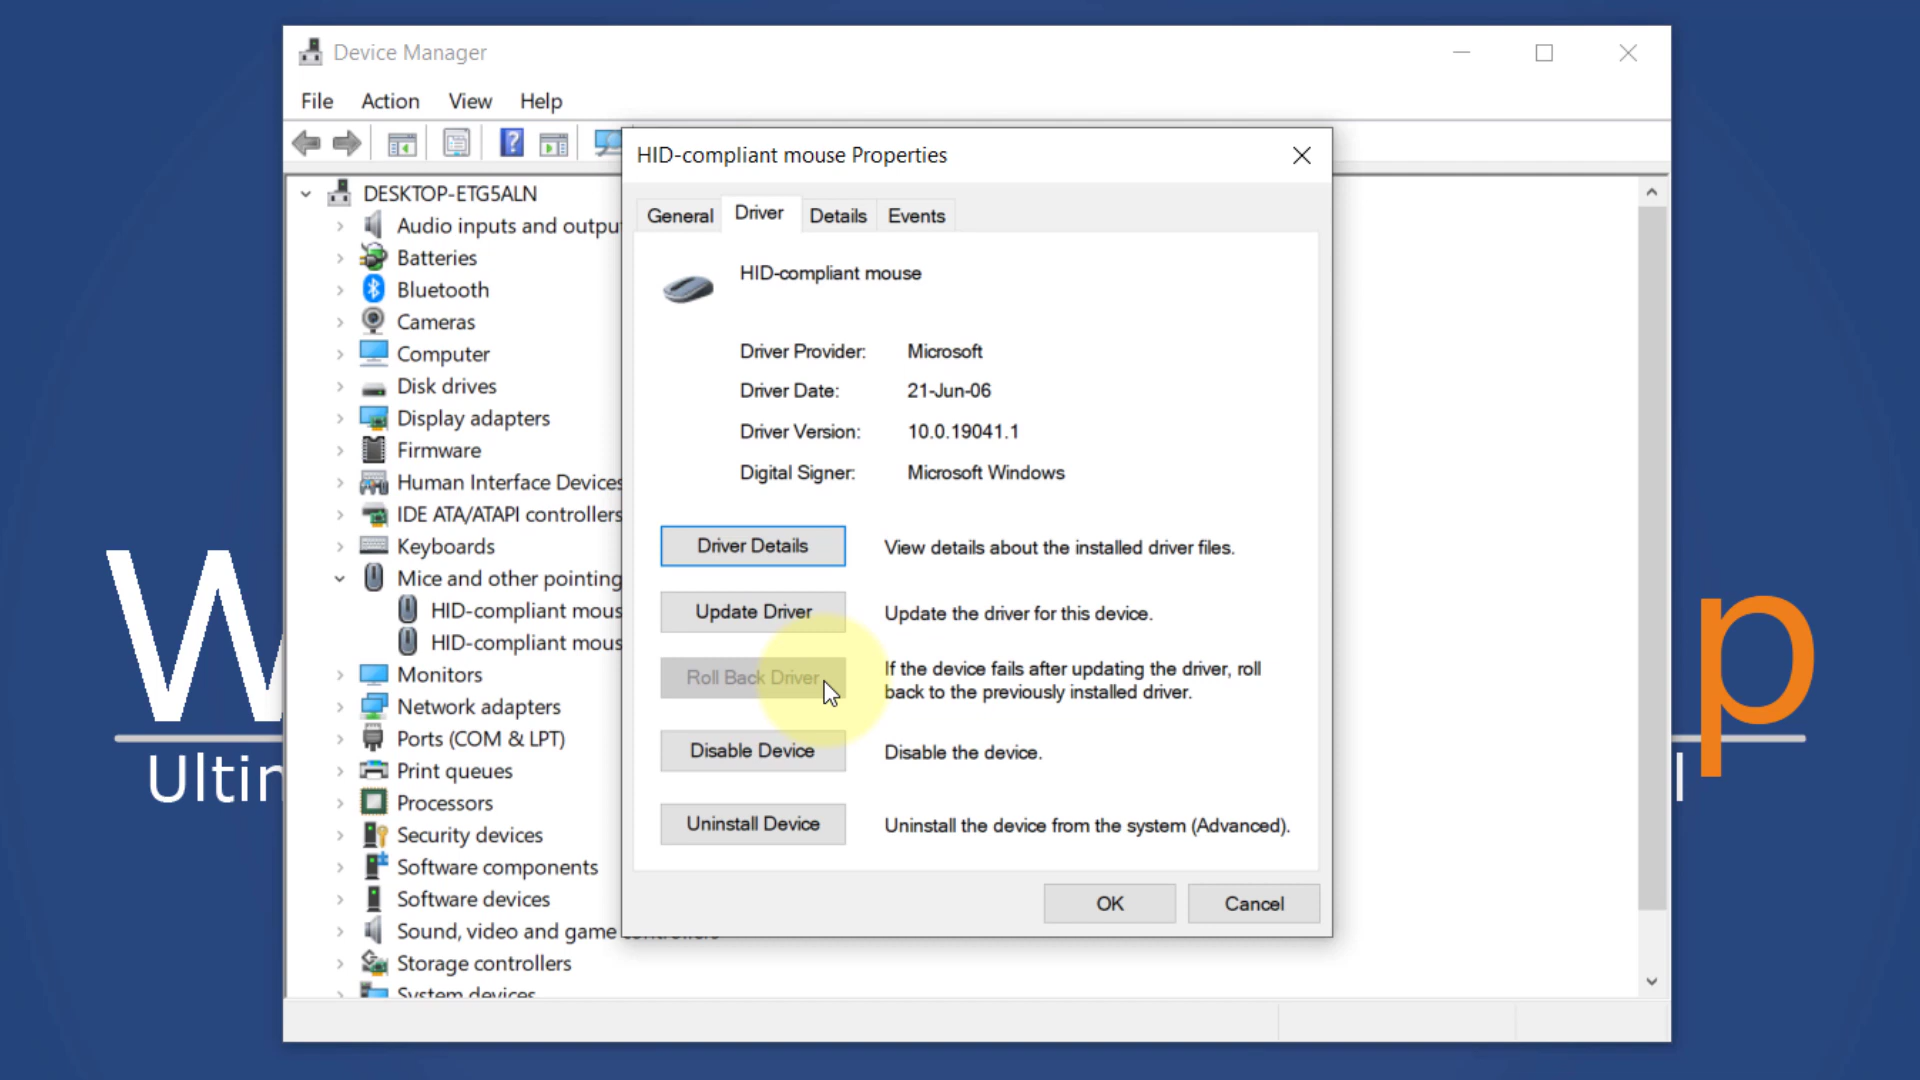 Device Manager
File Action View Help
DESKTOP-ETG5ALN
Audio inputs and outpu
Batteries
Bluetooth
Cameras
Computer
Disk drives
Display adapters
Firmware
Human Interface Devices
IDE ATA/ATAPI controllers
Keyboards
Mice and other pointing
HID-compliant mous
HID-compliant mous
Monitors
Network adapters
Ports (COM & LPT)
Print queues
Processors
Security devices
Software components
Software devices
Sound, video and game controllers
Storage controllers
System devices
HID-compliant mouse Properties
General Driver Details Events
HID-compliant mouse
Driver Provider: Microsoft
Driver Date: 21-Jun-06
Driver Version: 10.0.19041.1
Digital Signer: Microsoft Windows
Driver Details View details about the installed driver files.
Update Driver Update the driver for this device.
Roll Back Driver If the device fails after updating the driver, roll
back to the previously installed driver.
Disable Device Disable the device.
Uninstall Device Uninstall the device from the system (Advanced).
OK Cancel
W p
Ultin l